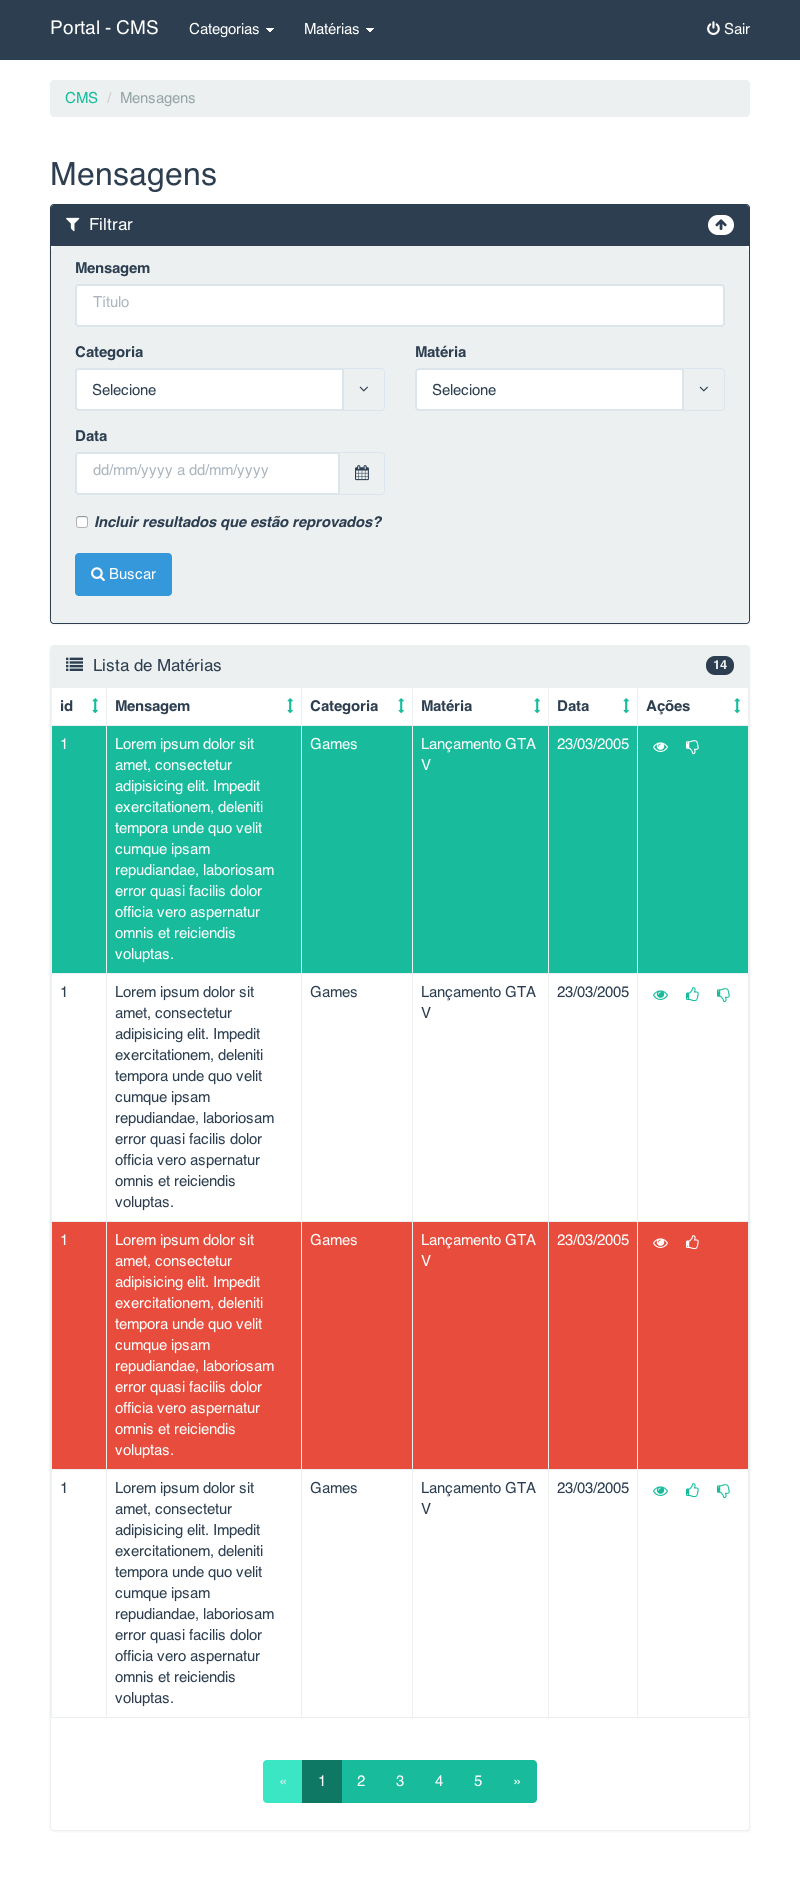 Portal - CMS Categorias Matérias Sair
CMS / Mensagens
Mensagens
Filtrar
Mensagem
Título
Categoria Matéria
Selecione Selecione
Data
dd/mm/yyyy a dd/mm/yyyy
Incluir resultados que estão reprovados?
Buscar
Lista de Matérias 14
id Mensagem Categoria Matéria Data Ações
1 Lorem ipsum dolor sit Games Lançamento GTA 23/03/2005
amet, consectetur V
adipisicing elit. Impedit
exercitationem, deleniti
tempora unde quo velit
cumque ipsam
repudiandae, laboriosam
error quasi facilis dolor
officia vero aspernatur
omnis et reiciendis
voluptas.
1 Lorem ipsum dolor sit Games Lançamento GTA 23/03/2005
amet, consectetur V
adipisicing elit. Impedit
exercitationem, deleniti
tempora unde quo velit
cumque ipsam
repudiandae, laboriosam
error quasi facilis dolor
officia vero aspernatur
omnis et reiciendis
voluptas.
1 Lorem ipsum dolor sit Games Lançamento GTA 23/03/2005
amet, consectetur V
adipisicing elit. Impedit
exercitationem, deleniti
tempora unde quo velit
cumque ipsam
repudiandae, laboriosam
error quasi facilis dolor
officia vero aspernatur
omnis et reiciendis
voluptas.
1 Lorem ipsum dolor sit Games Lançamento GTA 23/03/2005
amet, consectetur V
adipisicing elit. Impedit
exercitationem, deleniti
tempora unde quo velit
cumque ipsam
repudiandae, laboriosam
error quasi facilis dolor
officia vero aspernatur
omnis et reiciendis
voluptas.
« 1 2 3 4 5 »